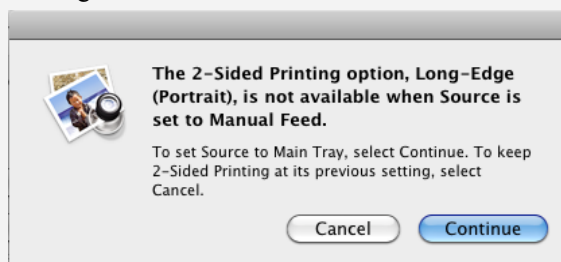 The 2-Sided Printing option, Long-Edge
(Portrait), is not available when Source is
set to Manual Feed.
To set Source to Main Tray, select Continue. To keep
2-Sided Printing at its previous setting, select
Cancel.
Cancel Continue